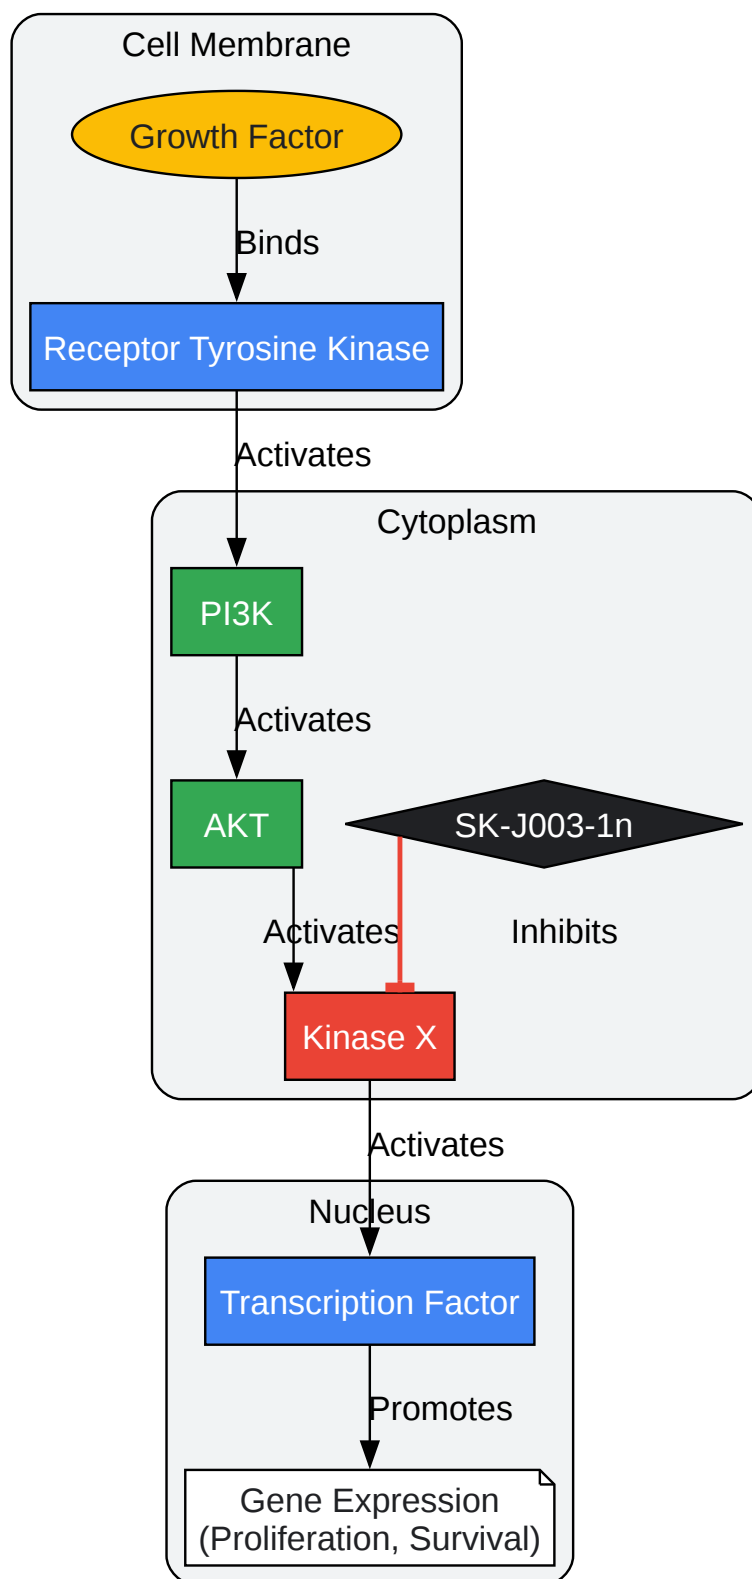 Cell Membrane
Growth Factor
Binds
Receptor Tyrosine Kinase
Activates
Cytoplasm
PI3K
Activates
AKT
SK-J003-1n
Activates
Inhibits
Kinase X
Activates
Nucleus
Transcription Factor
Promotes
Gene Expression
(Proliferation, Survival)